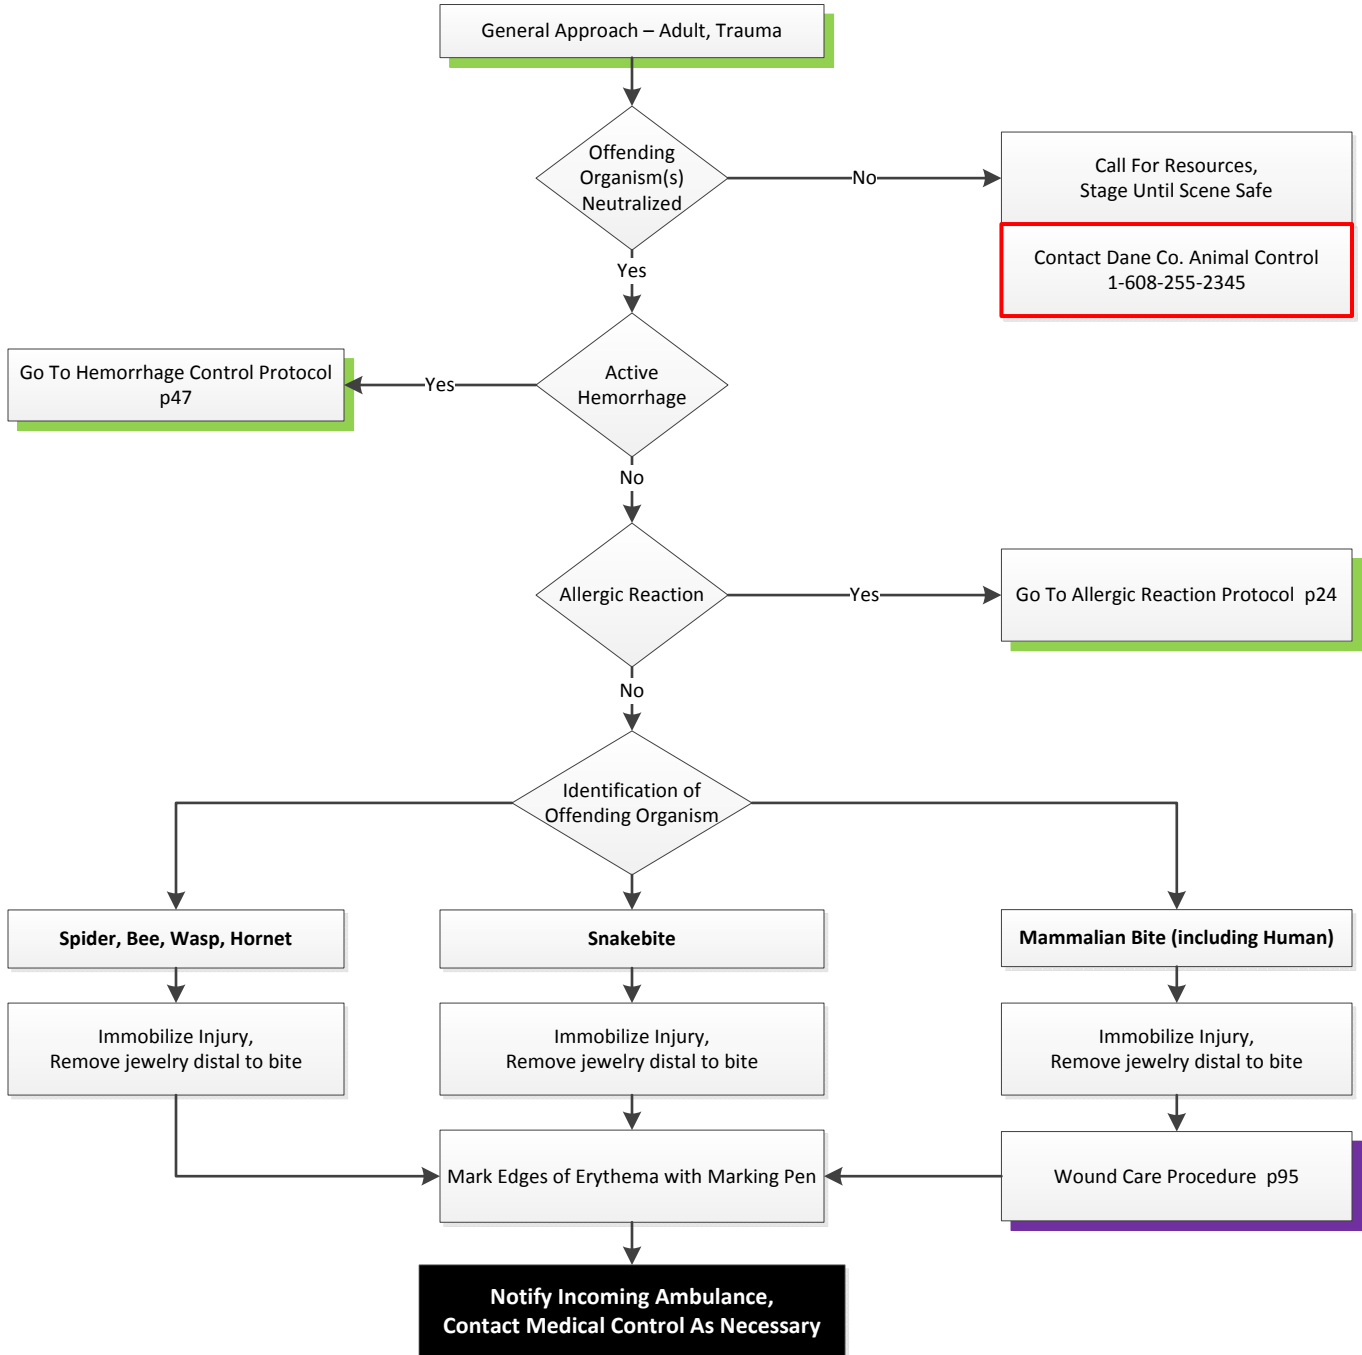 General Approach – Adult, Trauma
Offending
Organism(s)
Neutralized
No
Call For Resources,
Stage Until Scene Safe
Contact Dane Co. Animal Control
1-608-255-2345
Yes
Active
Hemorrhage
Yes
Go To Hemorrhage Control Protocol
p47
No
Allergic Reaction
Yes
Go To Allergic Reaction Protocol  p24
No
Identification of
Offending Organism
Spider, Bee, Wasp, Hornet
Snakebite
Mammalian Bite (including Human)
Immobilize Injury,
Remove jewelry distal to bite
Immobilize Injury,
Remove jewelry distal to bite
Immobilize Injury,
Remove jewelry distal to bite
Mark Edges of Erythema with Marking Pen
Wound Care Procedure  p95
Notify Incoming Ambulance,
Contact Medical Control As Necessary